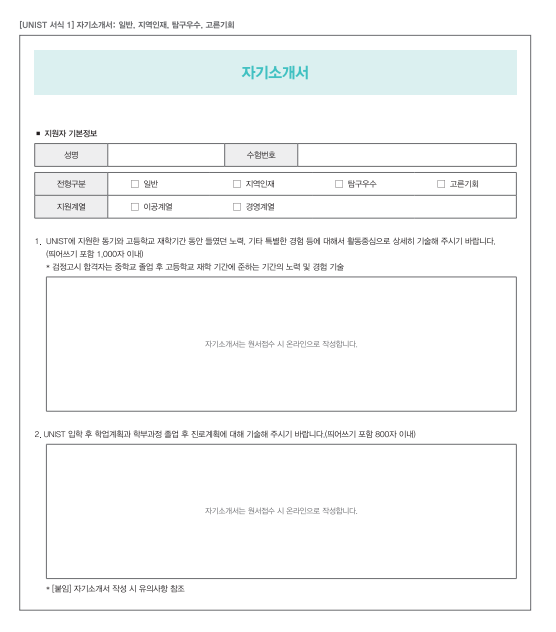 [UNIST 서식 1] 자기소개서: 일반, 지역인재, 탐구우수, 고른기회
자기소개서
■ 지원자 기본정보
성명 수험번호
전형구분 □ 일반 □ 지역인재 □ 탐구우수 □ 고른기회
지원계열 □ 이공계열 □ 경영계열
1. UNIST에 지원한 동기와 고등학교 재학기간 동안 들였던 노력, 기타 특별한 경험 등에 대해서 활동중심으로 상세히 기술해 주시기 바랍니다.
(띄어쓰기 포함 1,000자 이내)
* 검정고시 합격자는 중학교 졸업 후 고등학교 재학 기간에 준하는 기간의 노력 및 경험 기술
자기소개서는 원서접수 시 온라인으로 작성합니다.
2. UNIST 입학 후 학업계획과 학부과정 졸업 후 진로계획에 대해 기술해 주시기 바랍니다.(띄어쓰기 포함 800자 이내)
자기소개서는 원서접수 시 온라인으로 작성합니다.
* [붙임] 자기소개서 작성 시 유의사항 참조